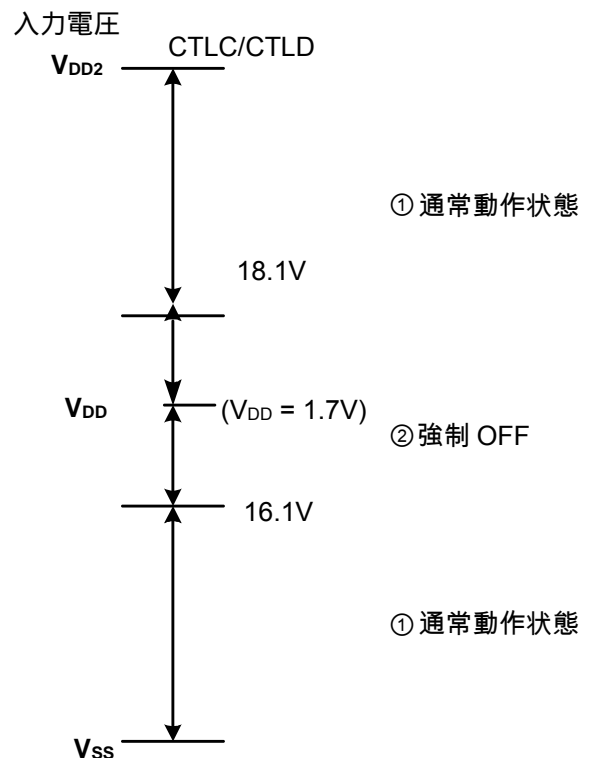 入力電圧
CTLC/CTLD
VDD2
①通常動作状態
18.1V
VDD
(VDD = 1.7V)
②強制 OFF
16.1V
①通常動作状態
VSS